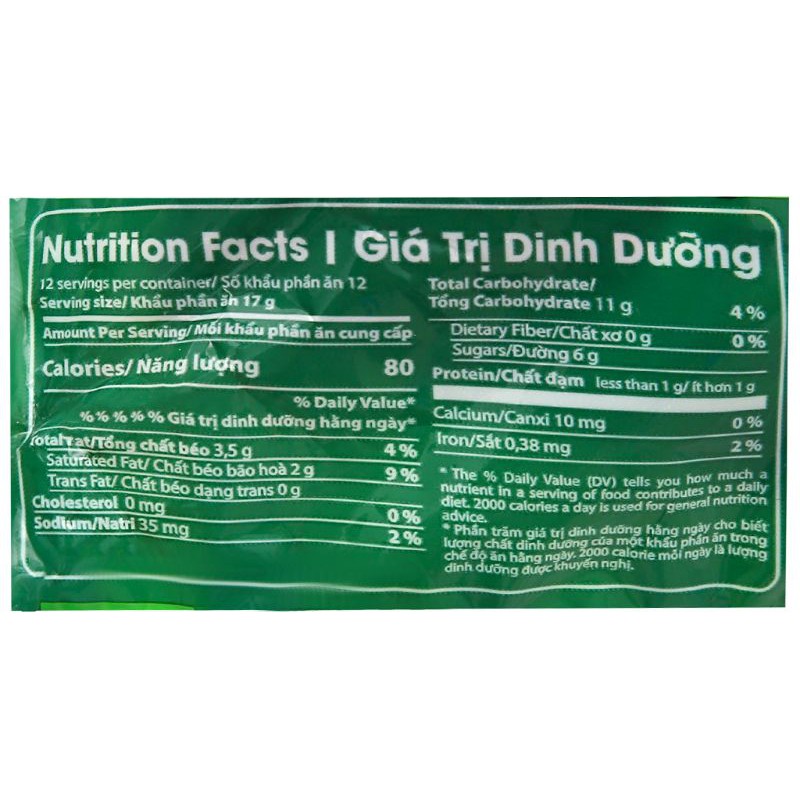 Nutrition Facts | Giá Trị Dinh Dưỡng
12 servings per container/ Số khẩu phần ăn 12
Serving size/ Khẩu phần ăn 17 g
Amount Per Serving/ Mỗi khẩu phần ăn cung cấp
Calories/ Năng lượng 80
% Daily Value*
% % % % % Giá trị dinh dưỡng hằng ngày*
Total Fat/Tổng chất béo 3,5 g 4 %
Saturated Fat/ Chất béo bão hoà 2 g 9 %
Trans Fat/ Chất béo dạng trans 0 g
Cholesterol 0 mg 0 %
Sodium/Natri 35 mg 2 %
Total Carbohydrate/
Tổng Carbohydrate 11 g 4 %
Dietary Fiber/Chất xơ 0 g 0 %
Sugars/Đường 6 g
Protein/Chất đạm less than 1 g/ ít hơn 1 g
Calcium/Canxi 10 mg 0 %
Iron/Sắt 0,38 mg 2 %
* The % Daily Value (DV) tells you how much a
nutrient in a serving of food contributes to a daily
diet. 2000 calories a day is used for general nutrition
advice.
* Phần trăm giá trị dinh dưỡng hằng ngày cho biết
lượng chất dinh dưỡng của một khẩu phần ăn trong
chế độ ăn hằng ngày. 2000 calorie mỗi ngày là lượng
dinh dưỡng được khuyến nghị.